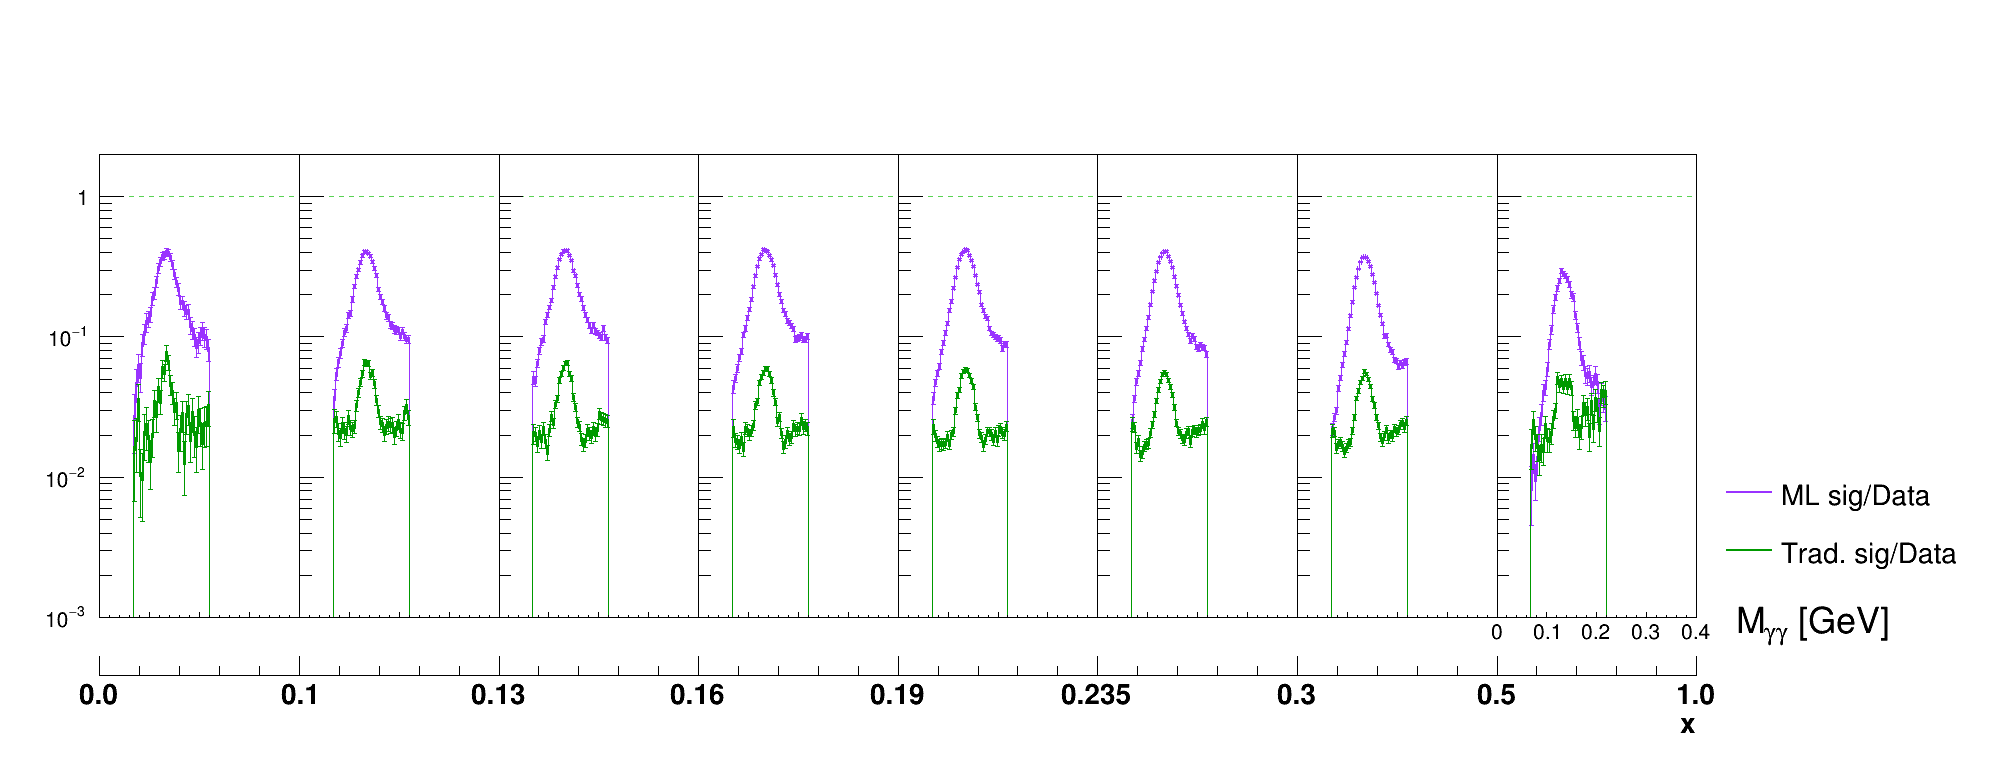 1
10⁻¹
10⁻²
10⁻³
ML sig/Data
Trad. sig/Data
0 0.1 0.2 0.3 0.4
Mγγ [GeV]
0.0 0.1 0.13 0.16 0.19 0.235 0.3 0.5 1.0
x